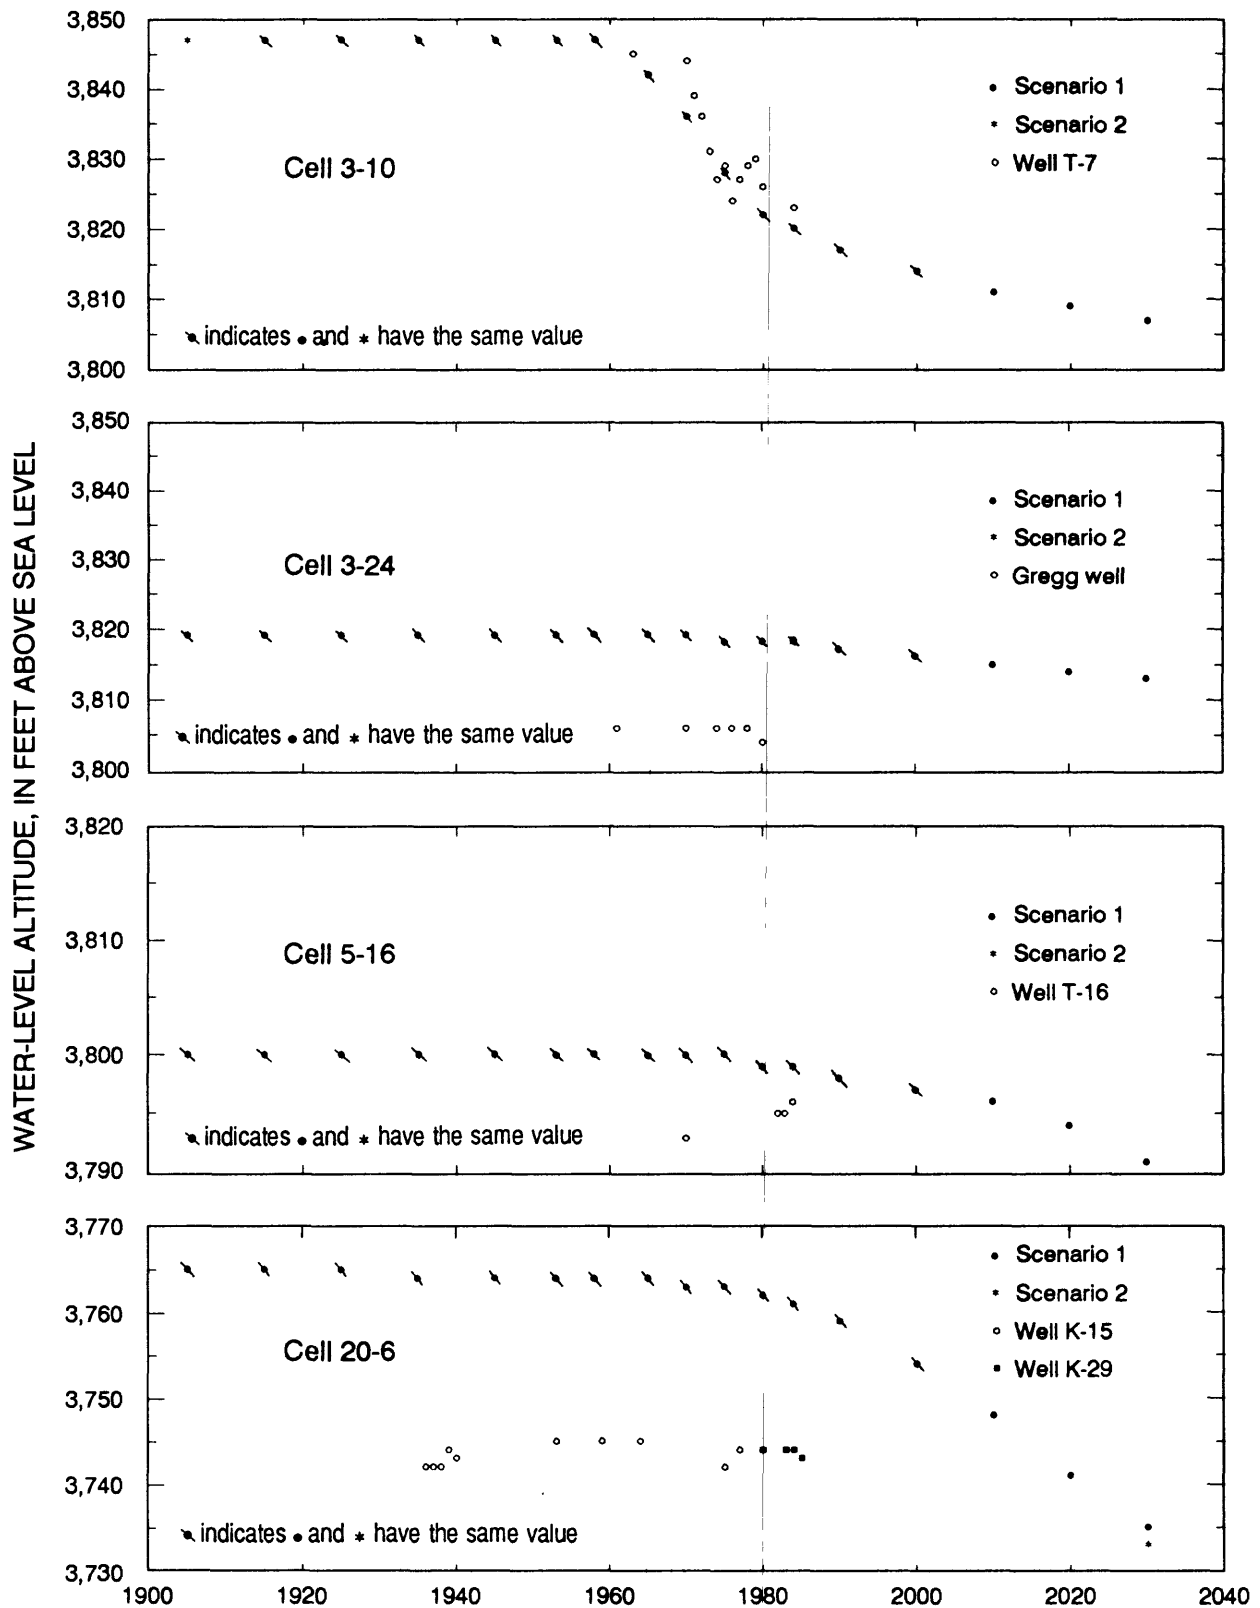 WATER-LEVEL ALTITUDE, IN FEET ABOVE SEA LEVEL
3,850
3,840
3,830
3,820
3,810
3,800
Cell 3-10
• Scenario 1
* Scenario 2
○ Well T-7
indicates • and * have the same value
3,850
3,840
3,830
3,820
3,810
3,800
Cell 3-24
• Scenario 1
* Scenario 2
○ Gregg well
indicates • and * have the same value
3,820
3,810
3,800
3,790
Cell 5-16
• Scenario 1
* Scenario 2
○ Well T-16
indicates • and * have the same value
3,770
3,760
3,750
3,740
3,730
Cell 20-6
• Scenario 1
* Scenario 2
○ Well K-15
■ Well K-29
indicates • and * have the same value
1900 1920 1940 1960 1980 2000 2020 2040